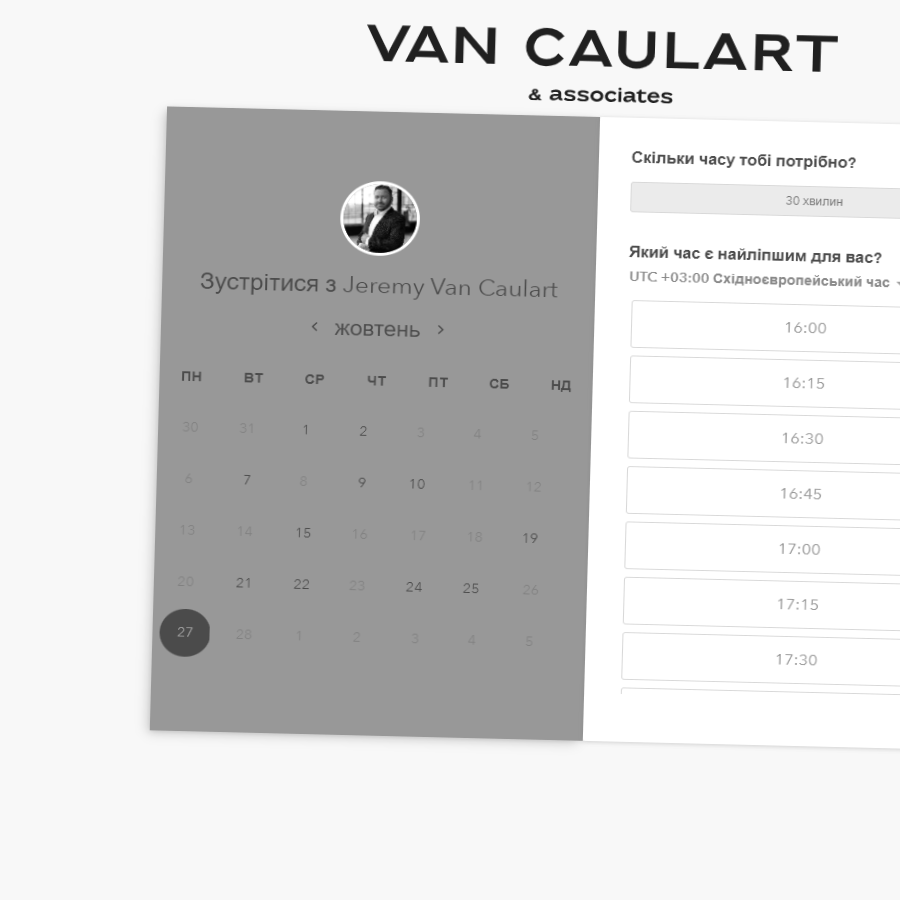 VAN CAULART
& associates
Зустрітися з Jeremy Van Caulart
жовтень
ПН ВТ СР ЧТ ПТ СБ НД
30 31 1 2 3 4 5
6 7 8 9 10 11 12
13 14 15 16 17 18 19
20 21 22 23 24 25 26
27 28 1 2 3 4 5
Скільки часу тобі потрібно?
30 хвилин
Який час є найліпшим для вас?
UTC +03:00 Східноєвропейський час
16:00
16:15
16:30
16:45
17:00
17:15
17:30